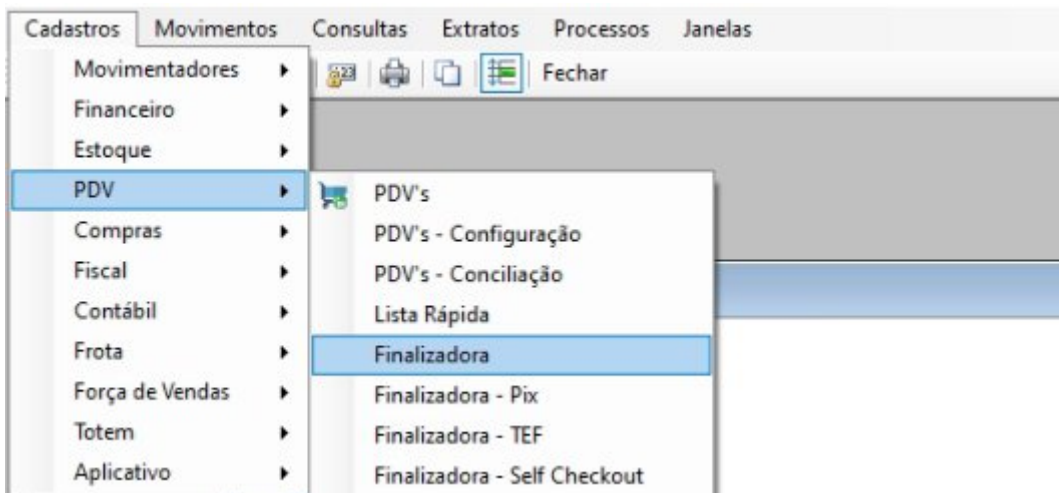 Cadastros Movimentos Consultas Extratos Processos Janelas
Movimentadores Fechar
Financeiro
Estoque
PDV PDV's
Compras PDV's - Configuração
Fiscal PDV's - Conciliação
Contábil Lista Rápida
Frota Finalizadora
Força de Vendas Finalizadora - Pix
Totem Finalizadora - TEF
Aplicativo Finalizadora - Self Checkout